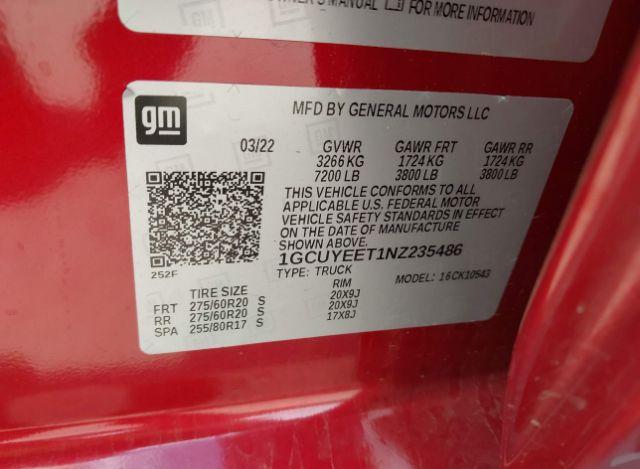 OWNER'S MANUAL FOR MORE INFORMATION
gm
MFD BY GENERAL MOTORS LLC
03/22 GVWR GAWR FRT GAWR RR
3266 KG 1724 KG 1724 KG
7200 LB 3800 LB 3800 LB
THIS VEHICLE CONFORMS TO ALL
APPLICABLE U.S. FEDERAL MOTOR
VEHICLE SAFETY STANDARDS IN EFFECT
ON THE DATE OF MANUFACTURE
SHOWN ABOVE.
252F
1GCUYEET1NZ235486
TYPE: TRUCK MODEL: 16CK10543
TIRE SIZE RIM
FRT 275/60R20 S 20X9J
RR 275/60R20 S 20X9J
SPA 255/80R17 S 17X8J